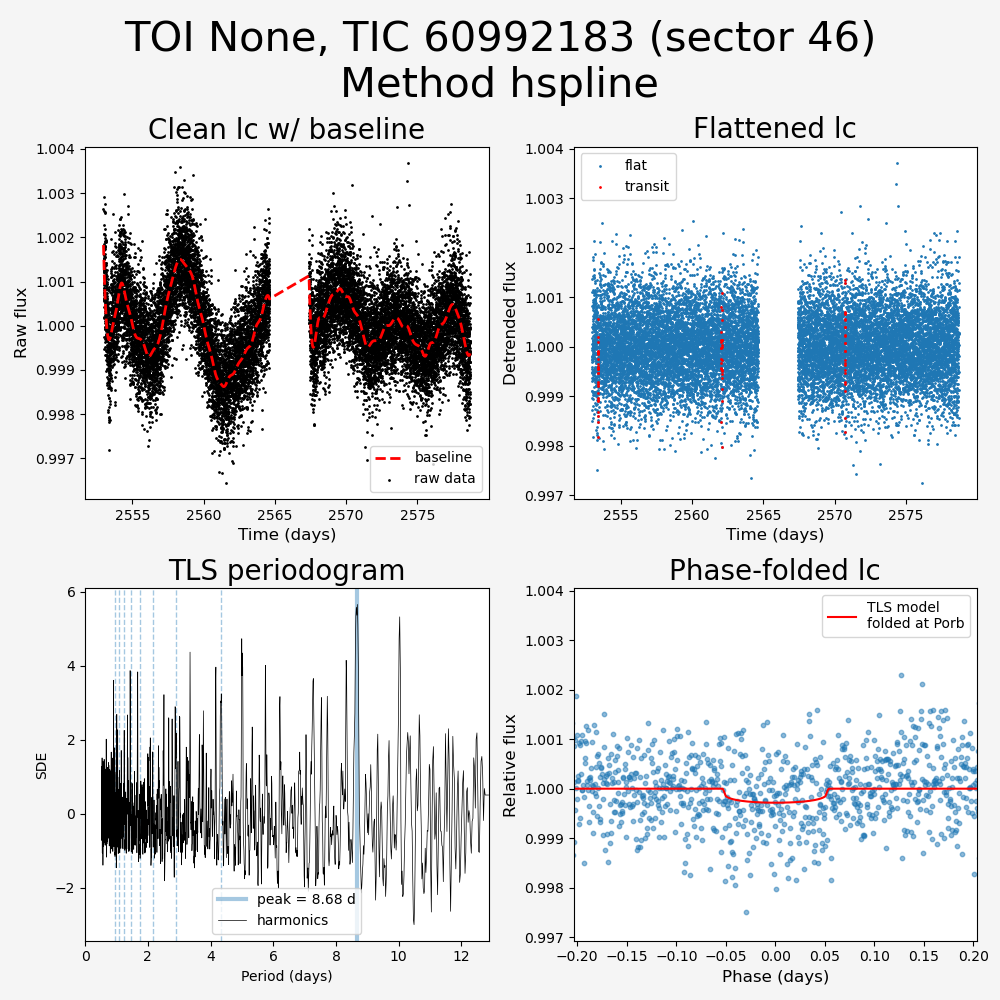 TOI None, TIC 60992183 (sector 46)
Method hspline
Clean lc w/ baseline
Flattened lc
1.004
1.003
1.002
1.001
1.000
0.999
0.998
0.997
Raw flux
baseline
raw data
2555
2560
2565
2570
2575
Time (days)
1.004
1.003
1.002
1.001
1.000
0.999
0.998
0.997
Detrended flux
flat
transit
2555
2560
2565
2570
2575
Time (days)
TLS periodogram
Phase-folded lc
6
4
2
0
−2
SDE
peak = 8.68 d
harmonics
0
2
4
6
8
10
12
Period (days)
1.004
1.003
1.002
1.001
1.000
0.999
0.998
0.997
Relative flux
TLS model
folded at Porb
−0.20
−0.15
−0.10
−0.05
0.00
0.05
0.10
0.15
0.20
Phase (days)